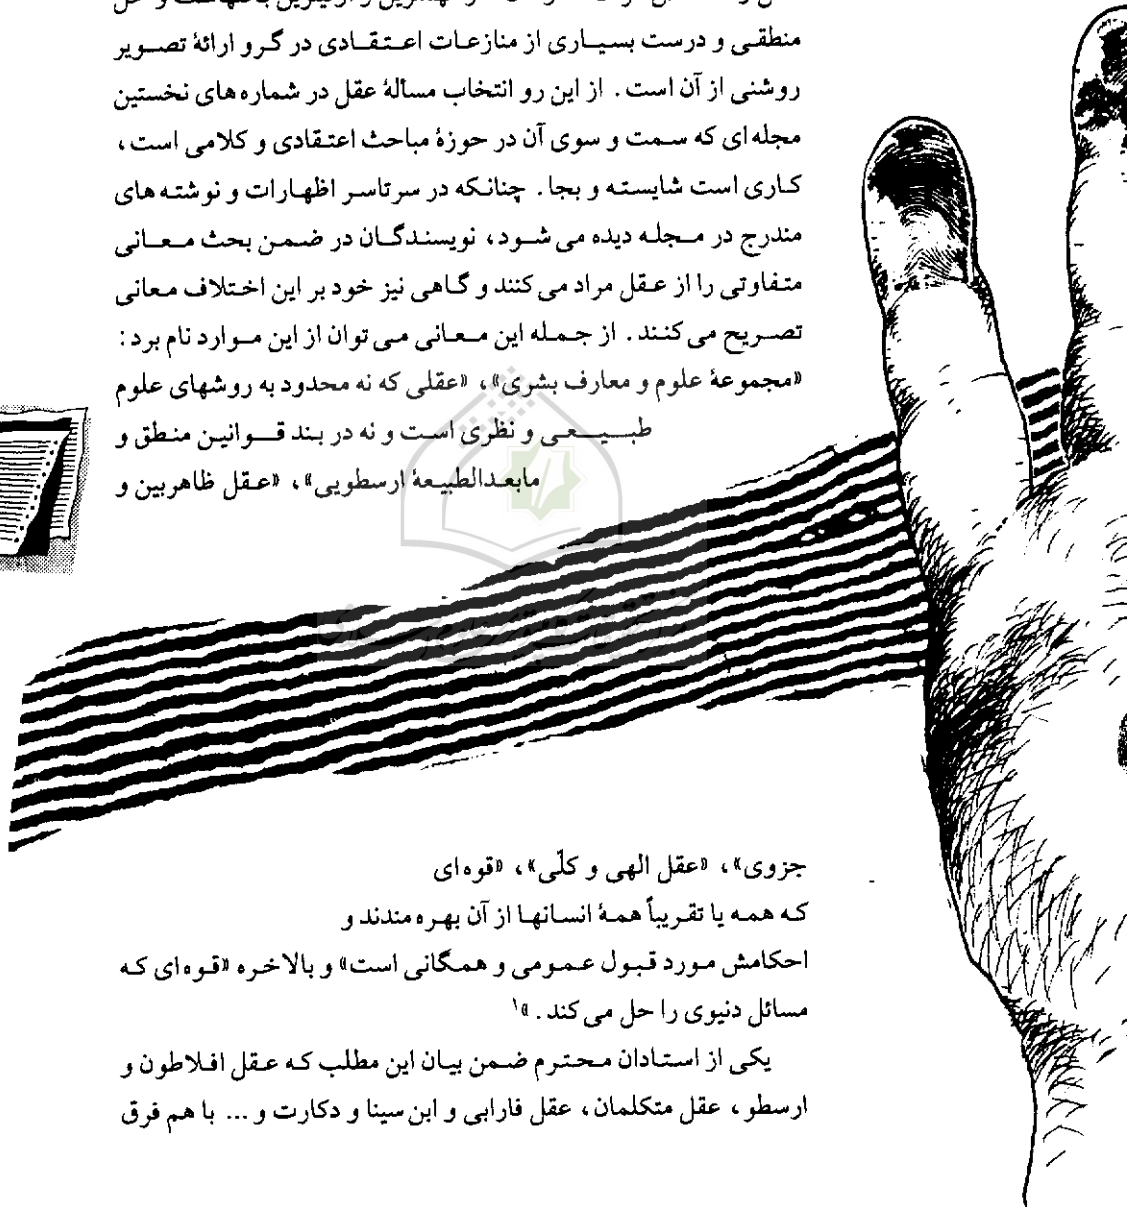 منطقی و درست بسیاری از منازعات اعتقادی در گرو ارائهٔ تصویر
روشنی از آن است. از این رو انتخاب مسألهٔ عقل در شماره‌های نخستین
مجله‌ای که سمت و سوی آن در حوزهٔ مباحث اعتقادی و کلامی است،
کاری است شایسته و بجا. چنانکه در سرتاسر اظهارات و نوشته‌های
مندرج در مجله دیده می‌شود، نویسندگان در ضمن بحث معانی
متفاوتی را از عقل مراد می‌کنند و گاهی نیز خود بر این اختلاف معانی
تصریح می‌کنند. از جمله این معانی می‌توان از این موارد نام برد:
«مجموعهٔ علوم و معارف بشری»، «عقلی که نه محدود به روشهای علوم
طبیعی و نظری است و نه در بند قوانین منطق و
مابعدالطبیعهٔ ارسطویی»، «عقل ظاهربین و
جزوی»، «عقل الهی و کلّی»، «قوه‌ای
که همه یا تقریباً همهٔ انسانها از آن بهره‌مندند و
احکامش مورد قبول عمومی و همگانی است» و بالاخره «قوه‌ای که
مسائل دنیوی را حل می‌کند.»۱
یکی از استادان محترم ضمن بیان این مطلب که عقل افلاطون و
ارسطو، عقل متکلمان، عقل فارابی و ابن‌سینا و دکارت و... با هم فرق